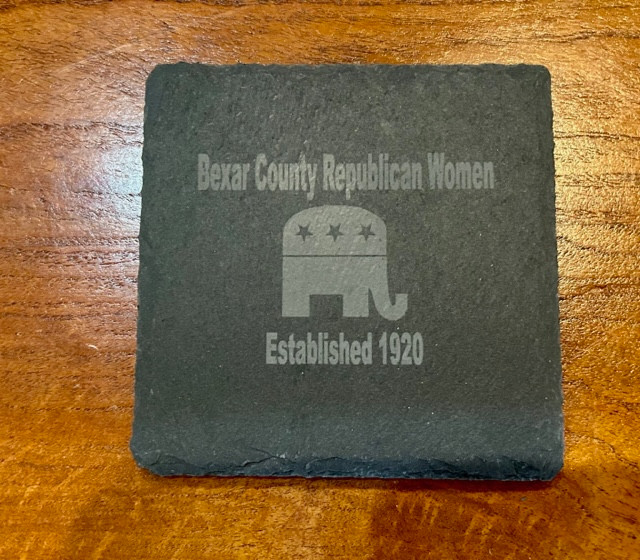 Bexar County Republican Women
Established 1920